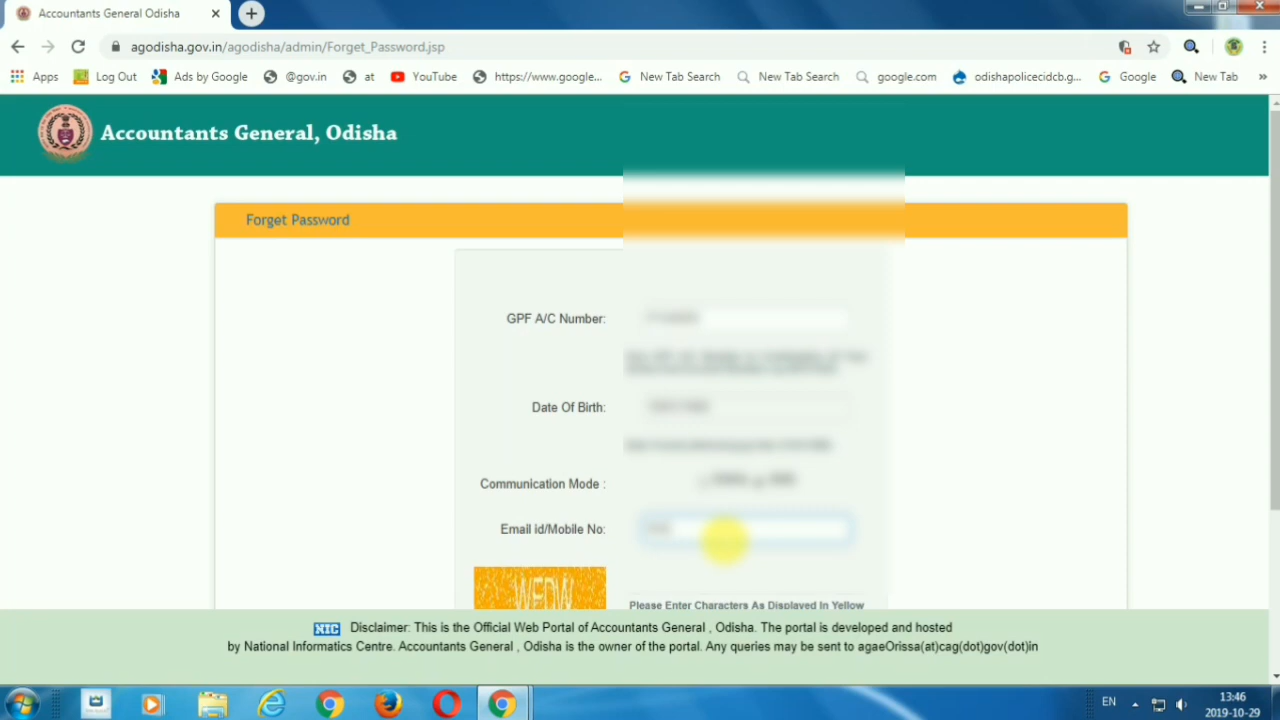 Accountants General Odisha
agodisha.gov.in/agodisha/admin/Forget_Password.jsp
Apps Log Out Ads by Google @gov.in at YouTube https://www.google... New Tab Search New Tab Search google.com odishapolicecidcb.g... Google New Tab »
Accountants General, Odisha
Forget Password
GPF A/C Number:
Date Of Birth:
Communication Mode :
Email id/Mobile No:
Please Enter Characters As Displayed In Yellow
NIC Disclaimer: This is the Official Web Portal of Accountants General , Odisha. The portal is developed and hosted
by National Informatics Centre. Accountants General , Odisha is the owner of the portal. Any queries may be sent to agaeOrissa(at)cag(dot)gov(dot)in
EN
13:46
2019-10-29